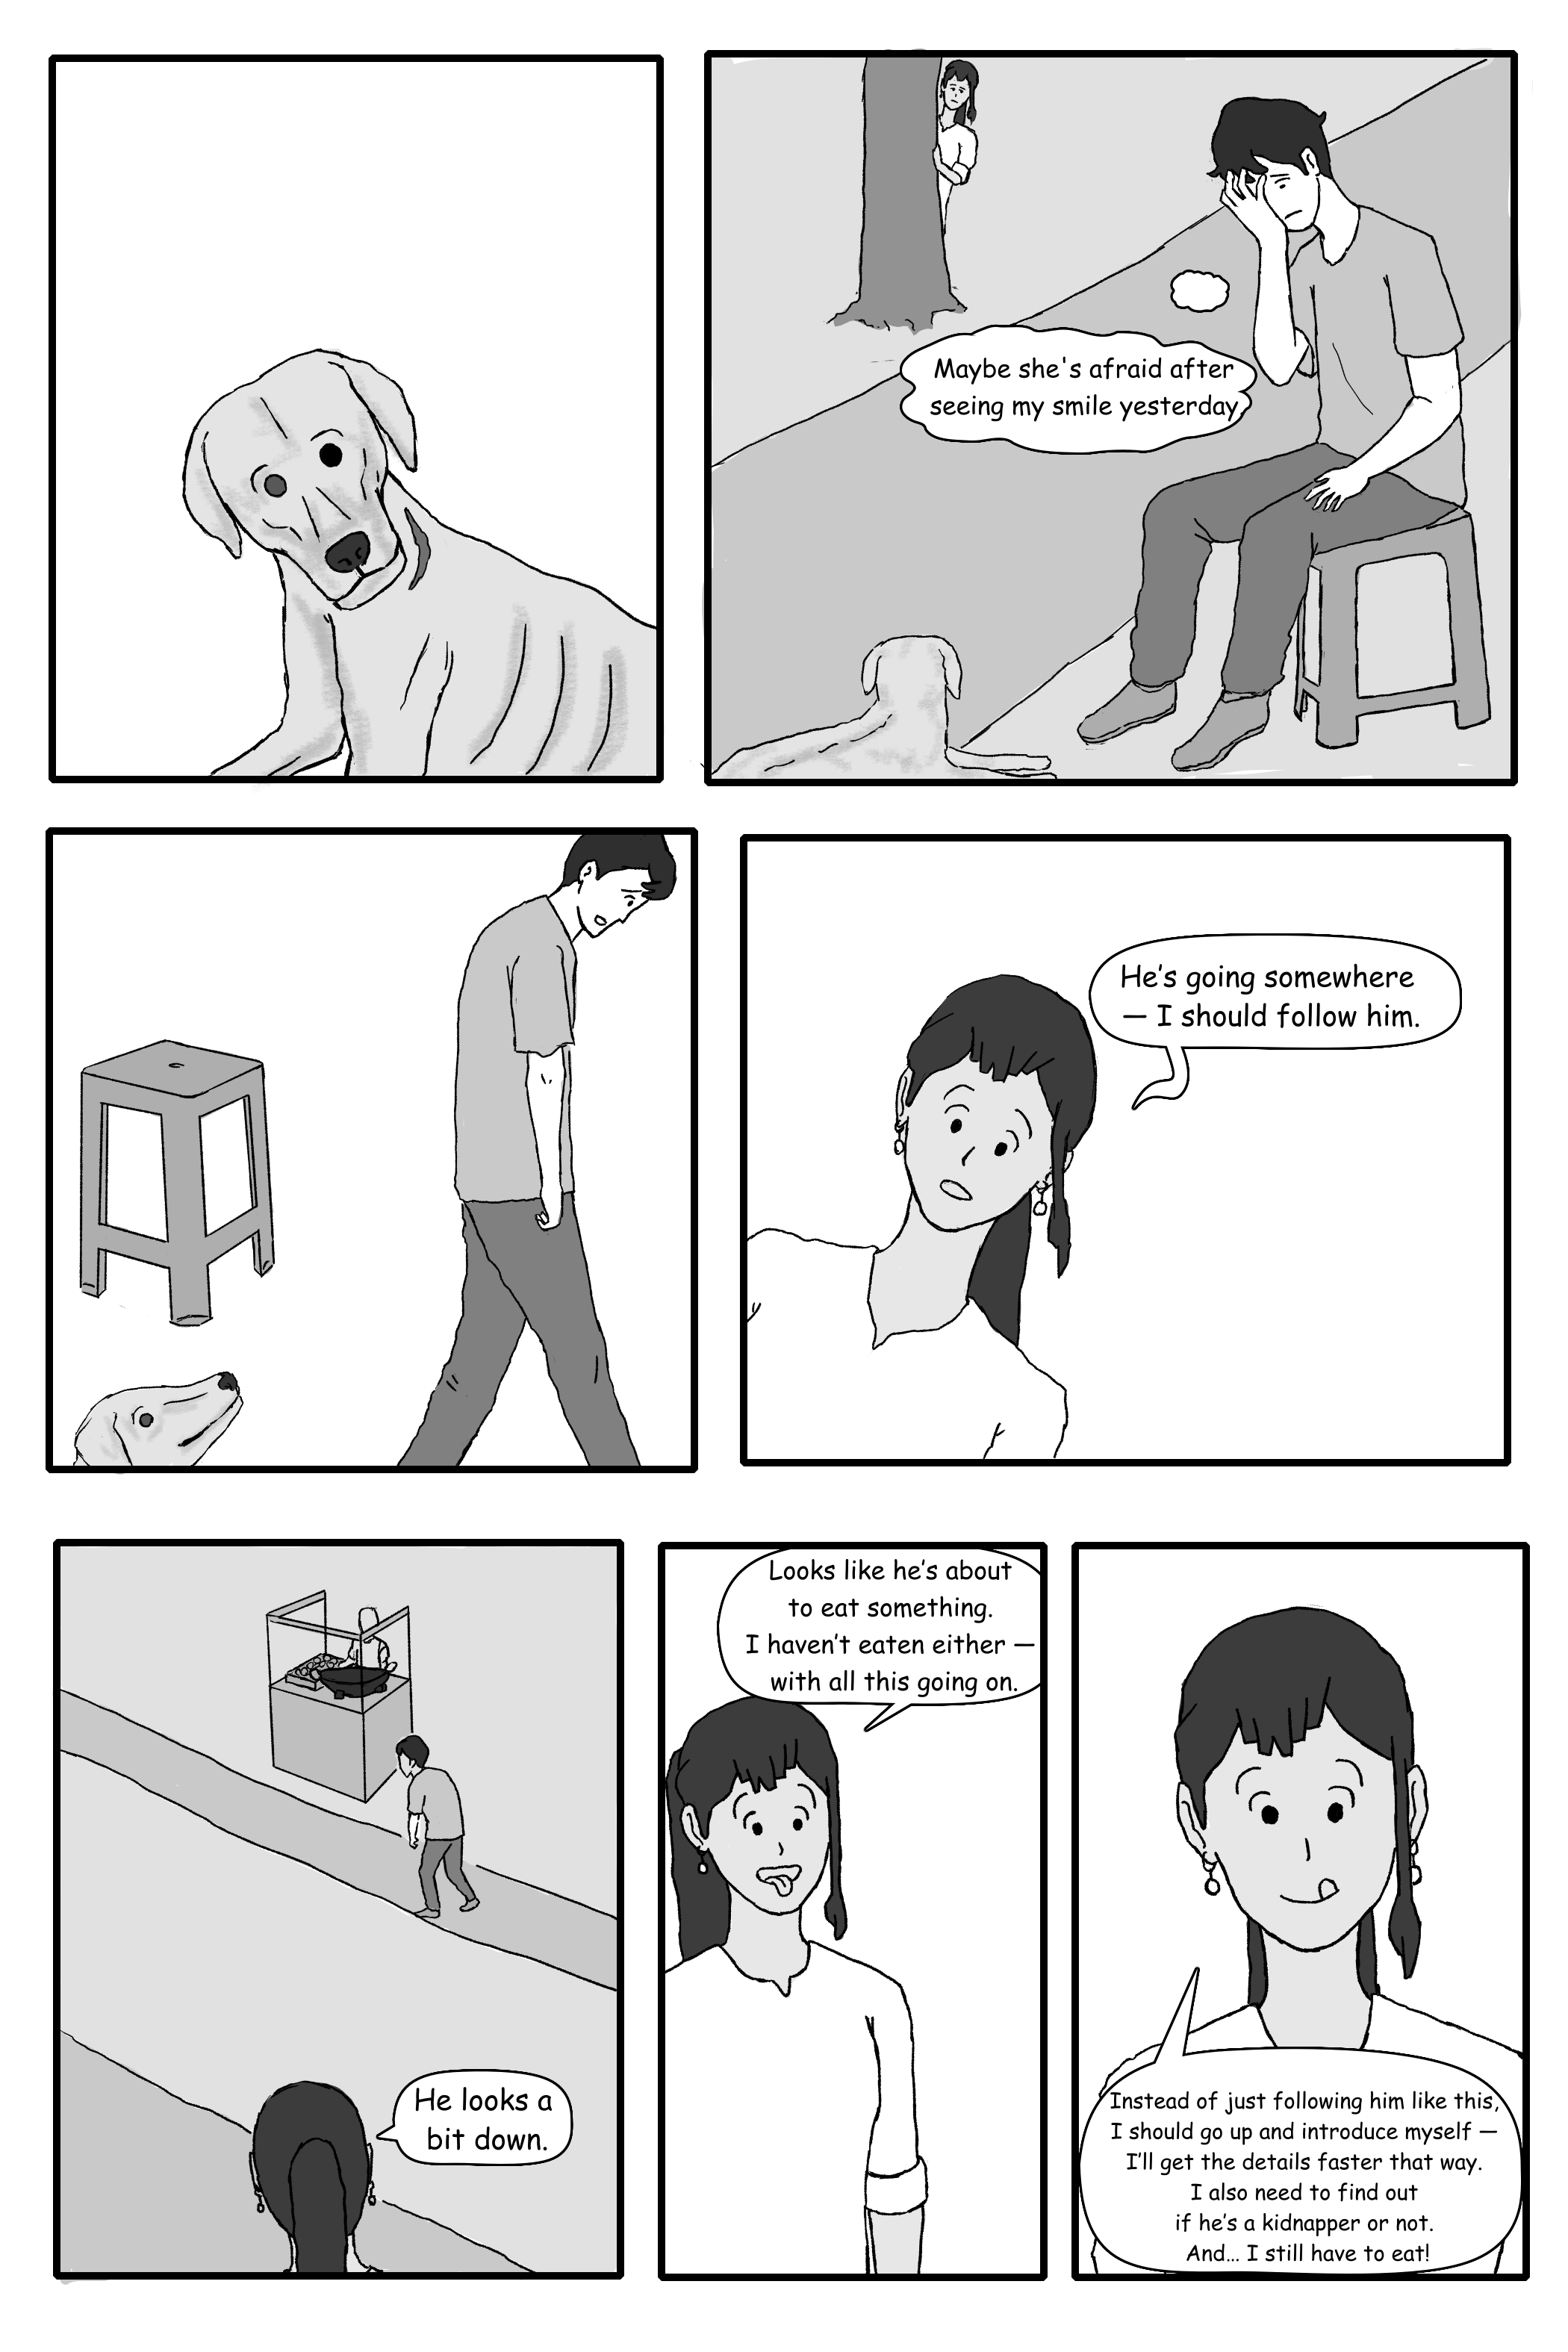 Maybe she's afraid after
seeing my smile yesterday,
He's going somewhere
— I should follow him.
He looks a
bit down.
Looks like he's about
to eat something.
I haven't eaten either —
with all this going on.
Instead of just following him like this,
I should go up and introduce myself —
I'll get the details faster that way.
I also need to find out
if he's a kidnapper or not.
And... I still have to eat!